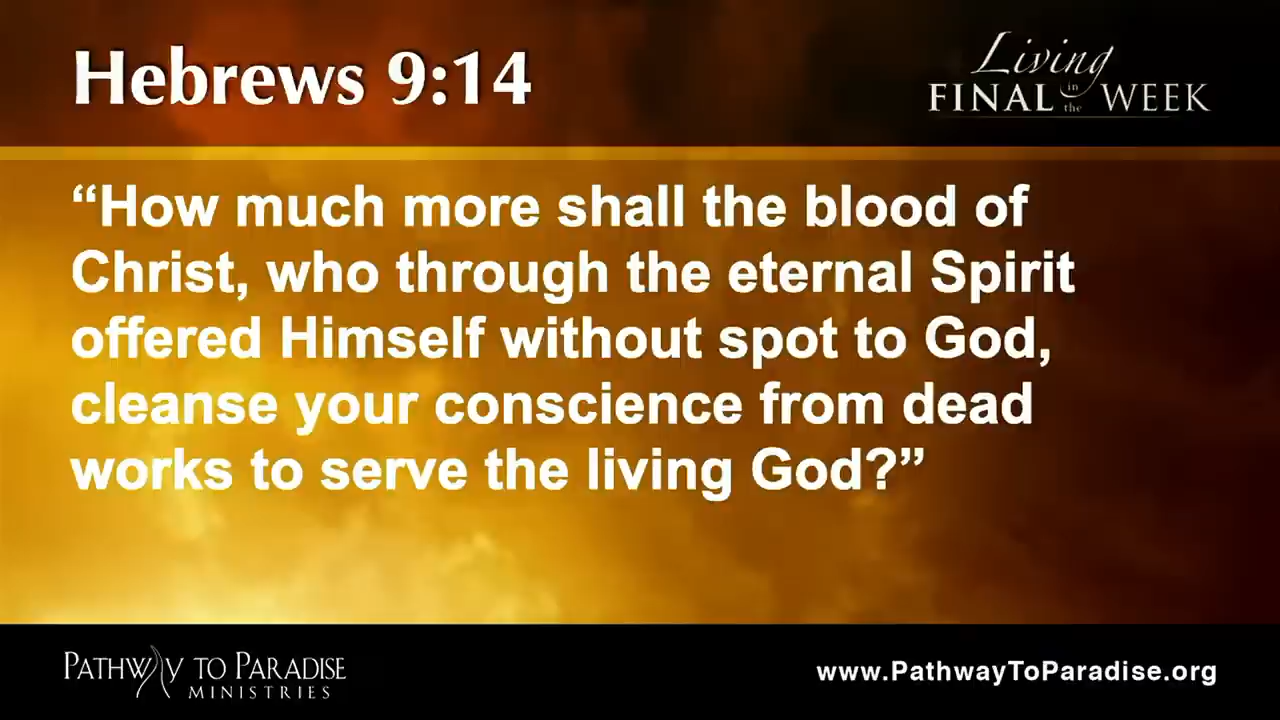 Hebrews 9:14
Living
FINAL in the WEEK
“How much more shall the blood of
Christ, who through the eternal Spirit
offered Himself without spot to God,
cleanse your conscience from dead
works to serve the living God?”
PATHWAY TO PARADISE
MINISTRIES
www.PathwayToParadise.org